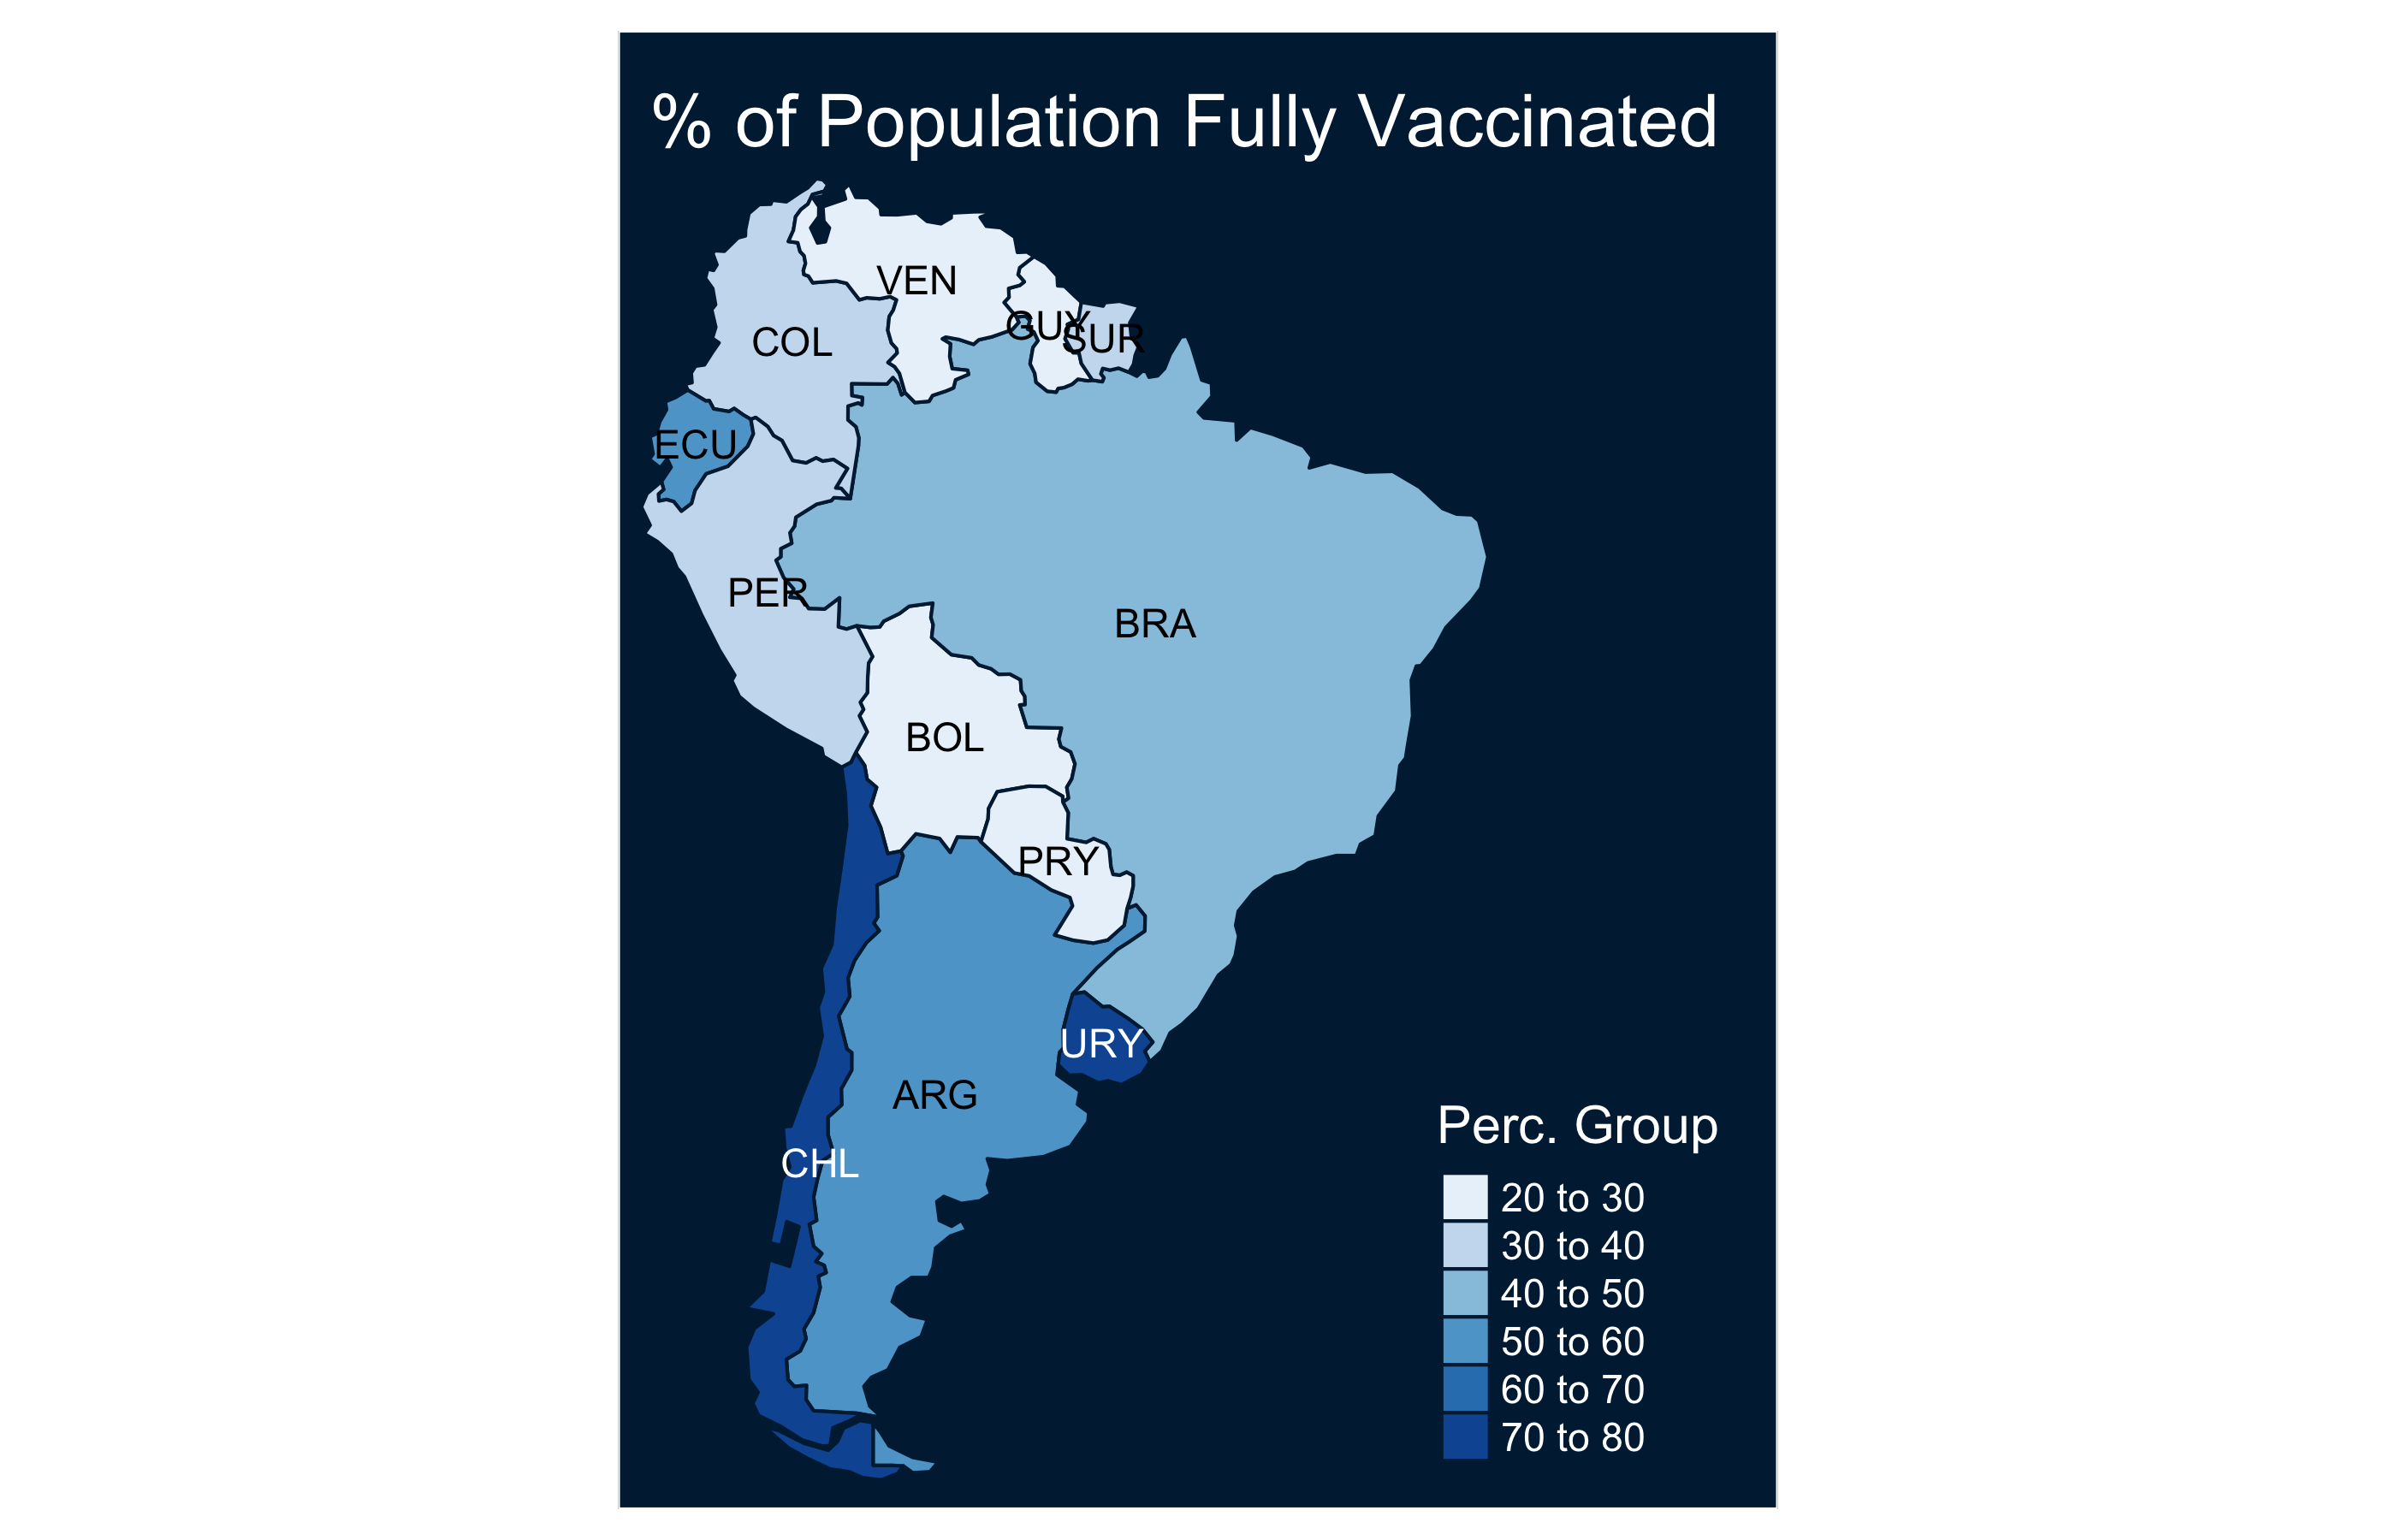 % of Population Fully Vaccinated
VEN
GUY
SUR
COL
ECU
PER
BRA
BOL
PRY
URY
ARG
CHL
Perc. Group
20 to 30
30 to 40
40 to 50
50 to 60
60 to 70
70 to 80